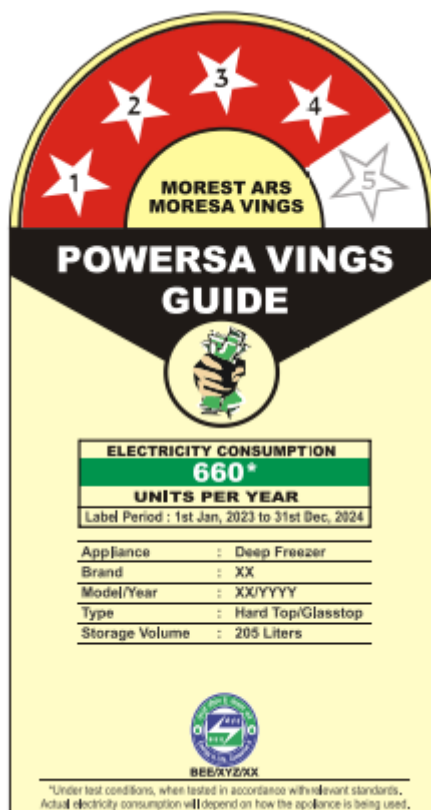 1 2 3 4 5
MOREST ARS
MORESA VINGS
POWERSA VINGS
GUIDE
ELECTRICITY CONSUMPTION
660*
UNITS PER YEAR
Label Period : 1st Jan, 2023 to 31st Dec, 2024
Appliance : Deep Freezer
Brand : XX
Model/Year : XX/YYYY
Type : Hard Top/Glasstop
Storage Volume : 205 Liters
BEE/XYZ/XX
*Under test conditions, when tested in accordance with relevant standards.
Actual electricity consumption will depend on how the appliance is being used.